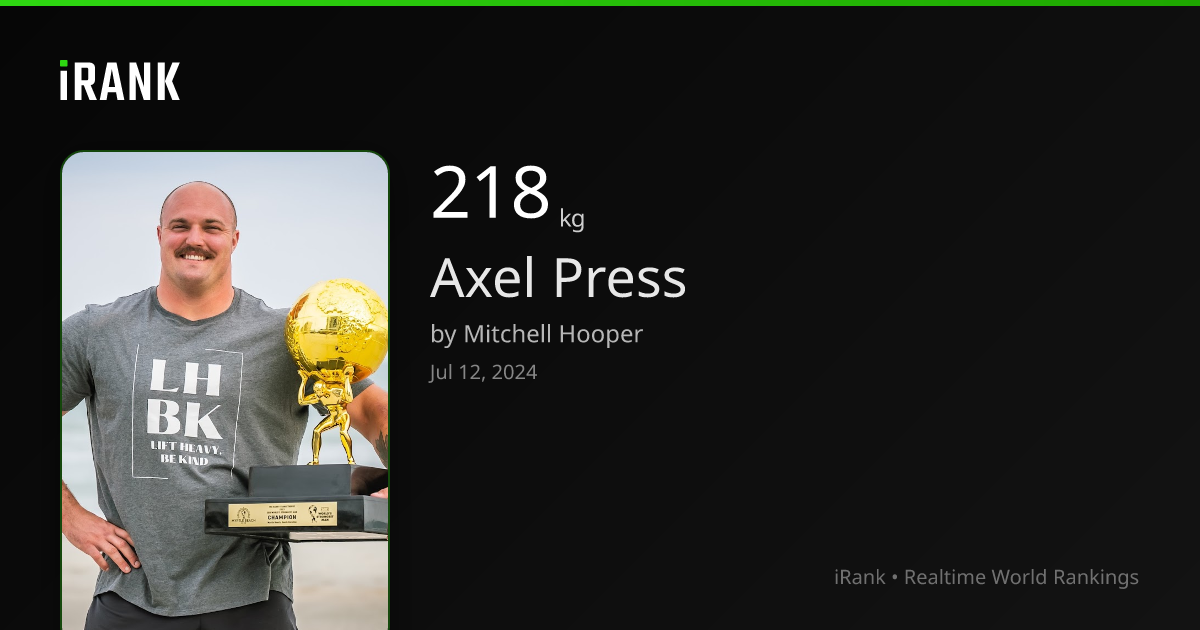 iRANK
218 kg
Axel Press
by Mitchell Hooper
Jul 12, 2024
LH
BK
LIFT HEAVY,
BE KIND
CHAMPION
iRank • Realtime World Rankings